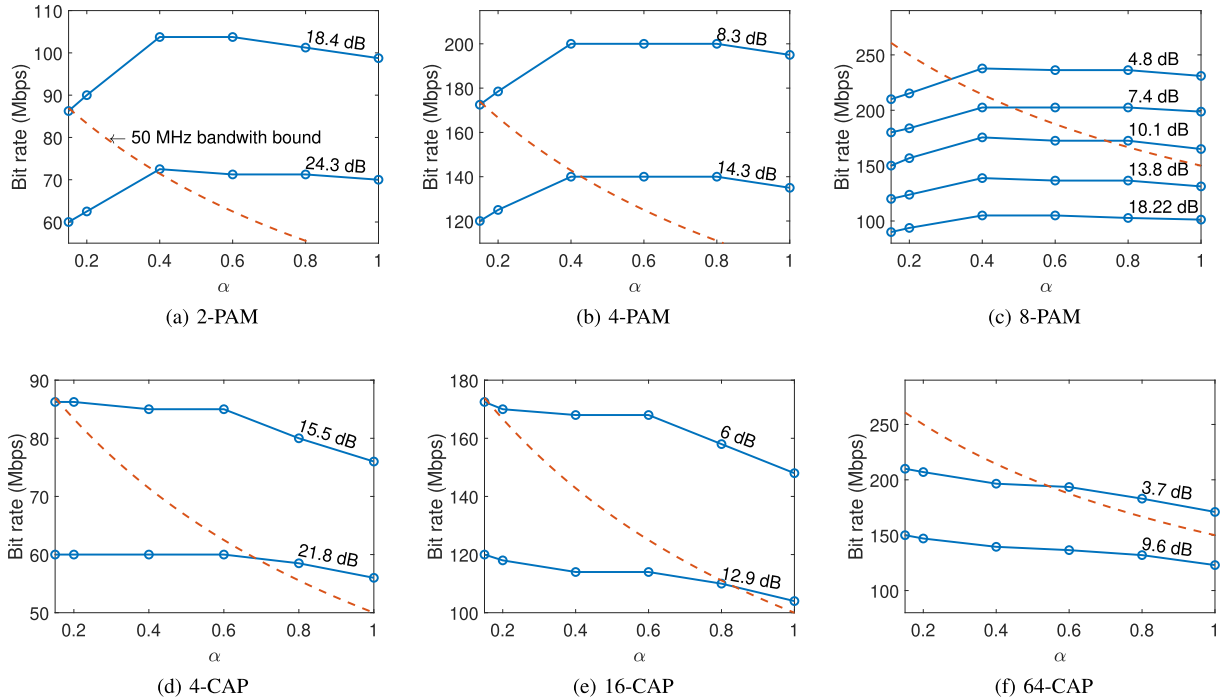 110
100
90
80
70
60
Bit rate (Mbps)
18.4 dB
← 50 MHz bandwith bound
24.3 dB
0.2 0.4 0.6 0.8 1
α
(a) 2-PAM
200
180
160
140
120
Bit rate (Mbps)
8.3 dB
14.3 dB
0.2 0.4 0.6 0.8 1
α
(b) 4-PAM
250
200
150
100
Bit rate (Mbps)
4.8 dB
7.4 dB
10.1 dB
13.8 dB
18.22 dB
0.2 0.4 0.6 0.8 1
α
(c) 8-PAM
90
80
70
60
50
Bit rate (Mbps)
15.5 dB
21.8 dB
0.2 0.4 0.6 0.8 1
α
(d) 4-CAP
180
160
140
120
100
Bit rate (Mbps)
6 dB
12.9 dB
0.2 0.4 0.6 0.8 1
α
(e) 16-CAP
250
200
150
100
Bit rate (Mbps)
3.7 dB
9.6 dB
0.2 0.4 0.6 0.8 1
α
(f) 64-CAP